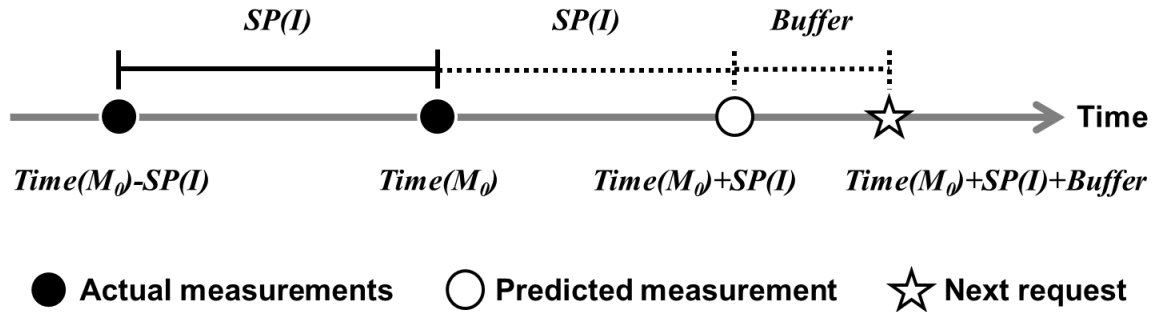 SP(I) SP(I) Buffer
Time
Time(M₀)-SP(I) Time(M₀) Time(M₀)+SP(I) Time(M₀)+SP(I)+Buffer
Actual measurements Predicted measurement Next request